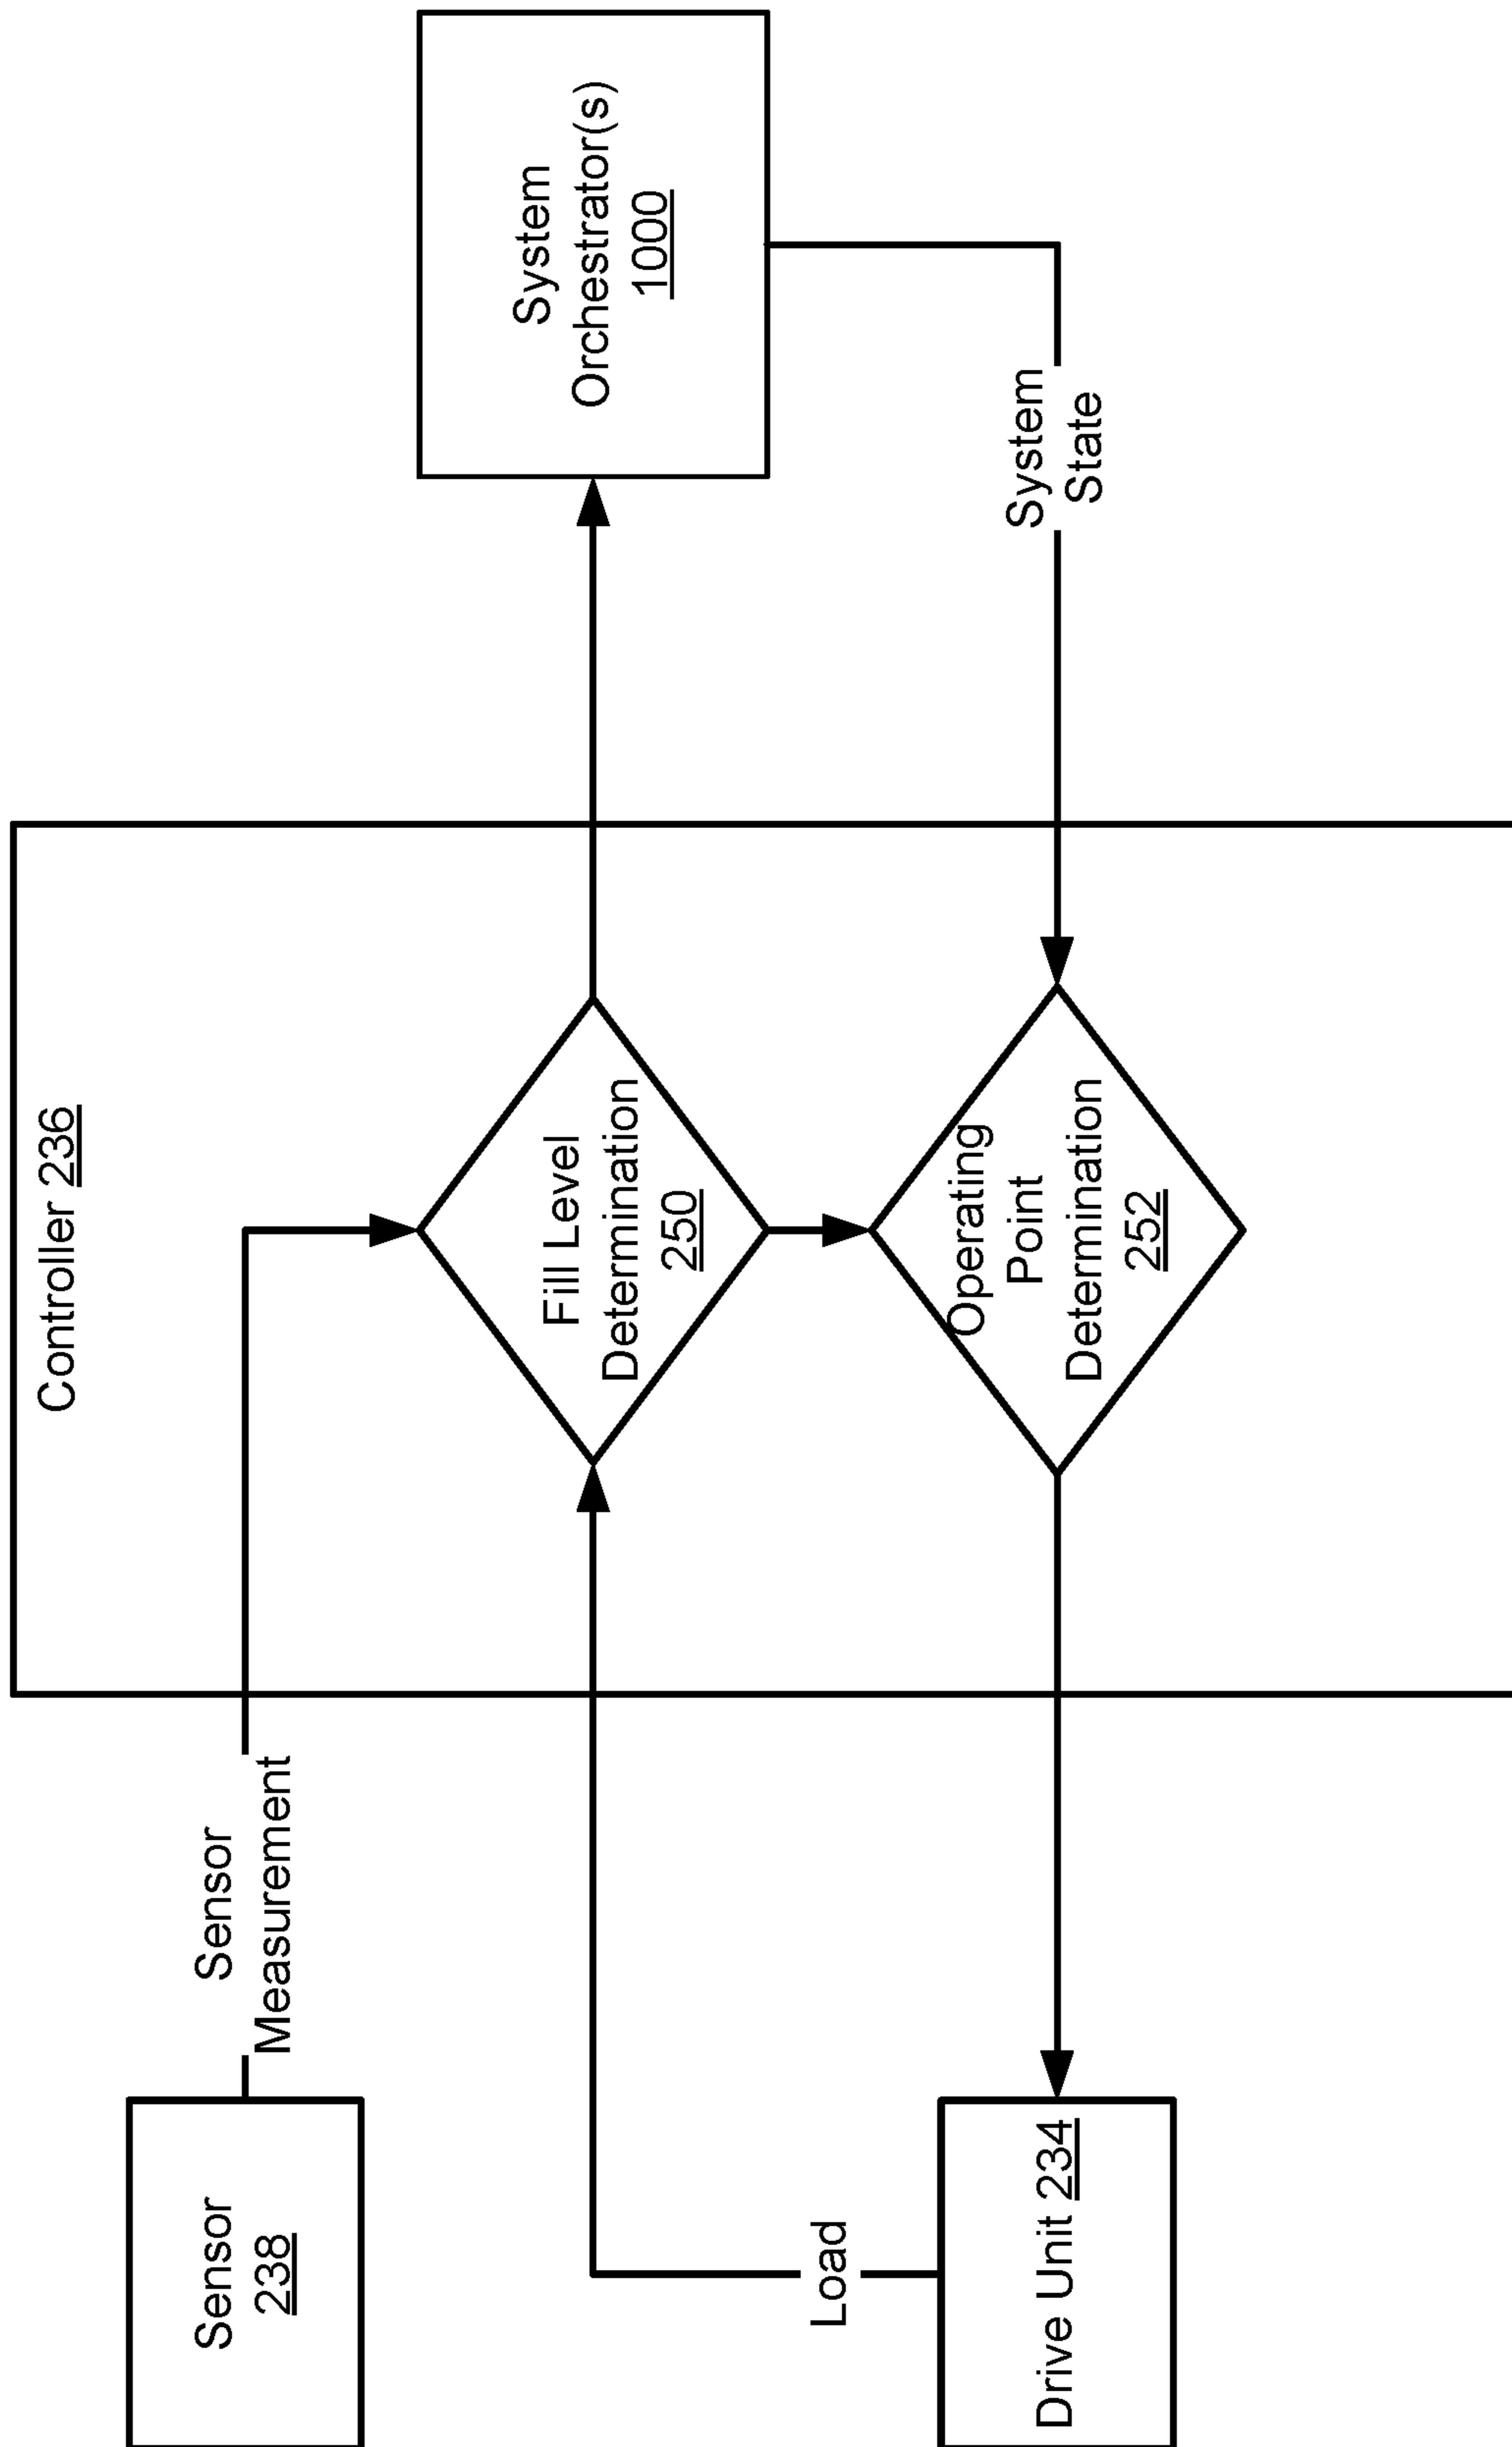 Controller 236
Sensor
238
Sensor
Measurement
Fill Level
Determination
250
System
Orchestrator(s)
1000
Load
Drive Unit 234
Operating
Point
Determination
252
System
State